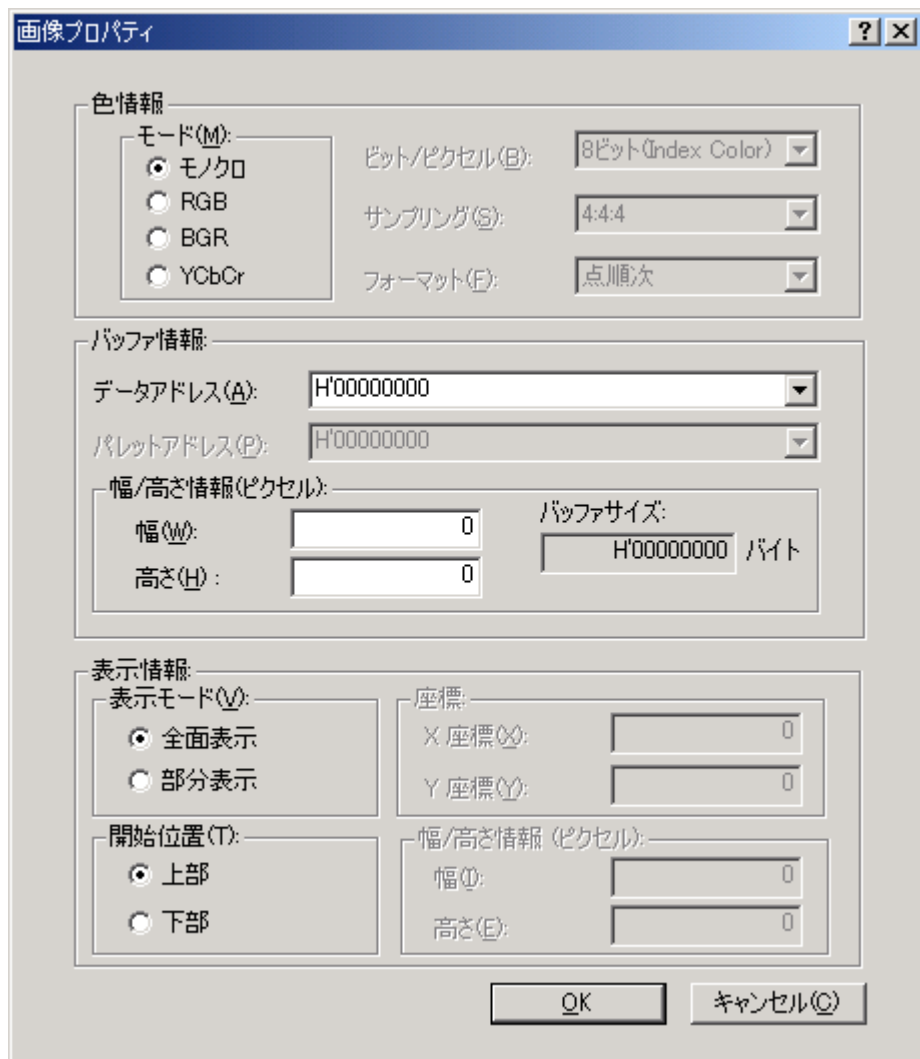 画像プロパティ
色情報
モード(M):
モノクロ
RGB
BGR
YCbCr
ビット/ピクセル(B):
8ビット(Index Color)
サンプリング(S):
4:4:4
フォーマット(F):
点順次
バッファ情報:
データアドレス(A):
H'00000000
パレットアドレス(P):
H'00000000
幅/高さ情報(ピクセル):
幅(W):
0
高さ(H) :
0
バッファサイズ:
H'00000000 バイト
表示情報:
表示モード(V):
全面表示
部分表示
座標:
X 座標(X):
0
Y 座標(Y):
0
開始位置(T):
上部
下部
幅/高さ情報 (ピクセル):
幅(I):
0
高さ(E):
0
OK
キャンセル(C)